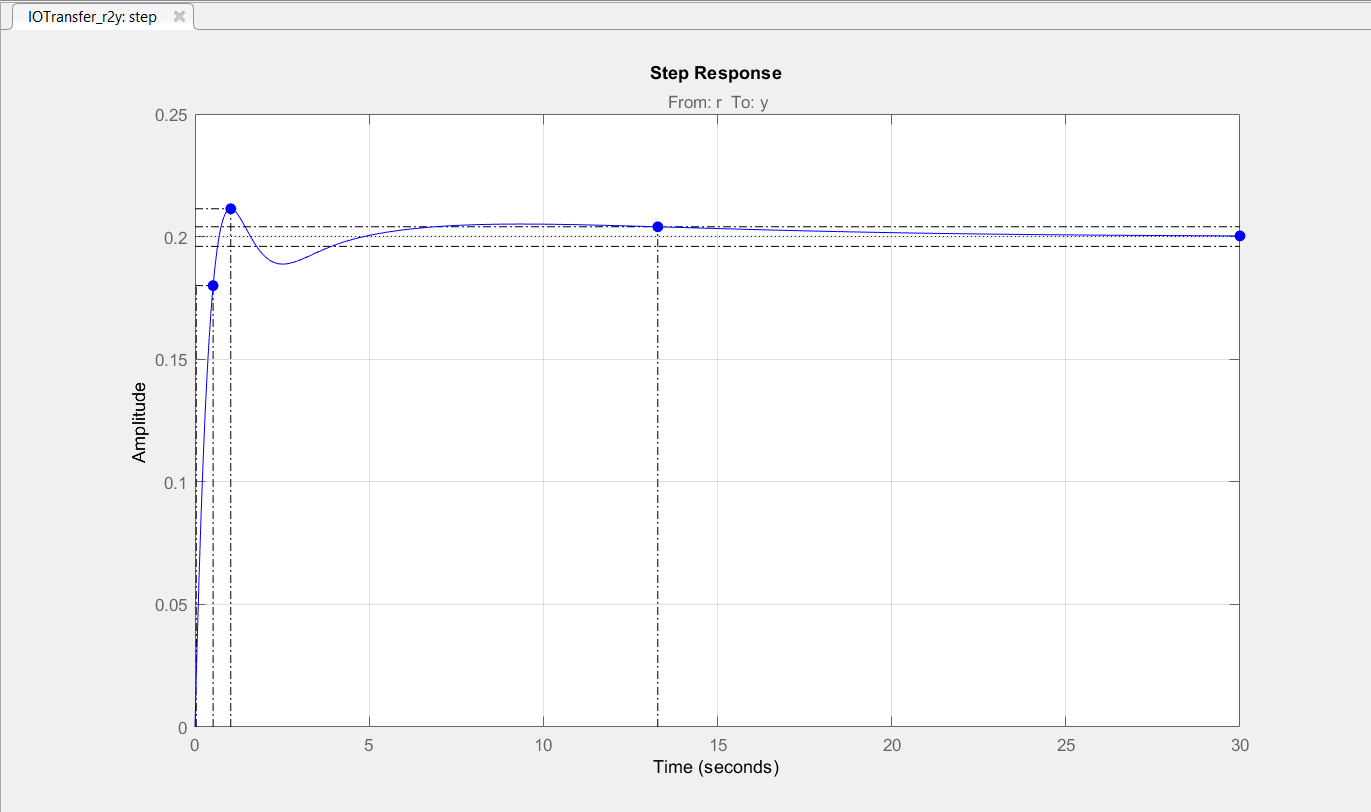 IOTransfer_r2y: step
Step Response
From: r  To: y
0.25
0.2
0.15
0.1
0.05
0
Amplitude
0 5 10 15 20 25 30
Time (seconds)